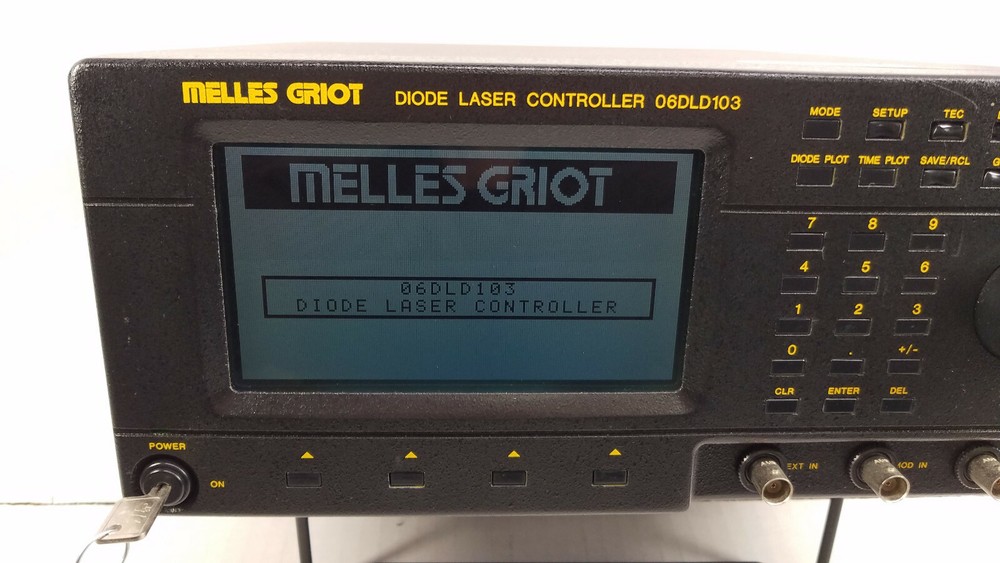 MELLES GRIOT DIODE LASER CONTROLLER 06DLD103
MELLES GRIOT
06DLD103
DIODE LASER CONTROLLER
MODE SETUP TEC
DIODE PLOT TIME PLOT SAVE/RCL
7 8 9
4 5 6
1 2 3
0 . +/-
CLR ENTER DEL
POWER
ON
EXT IN MOD IN